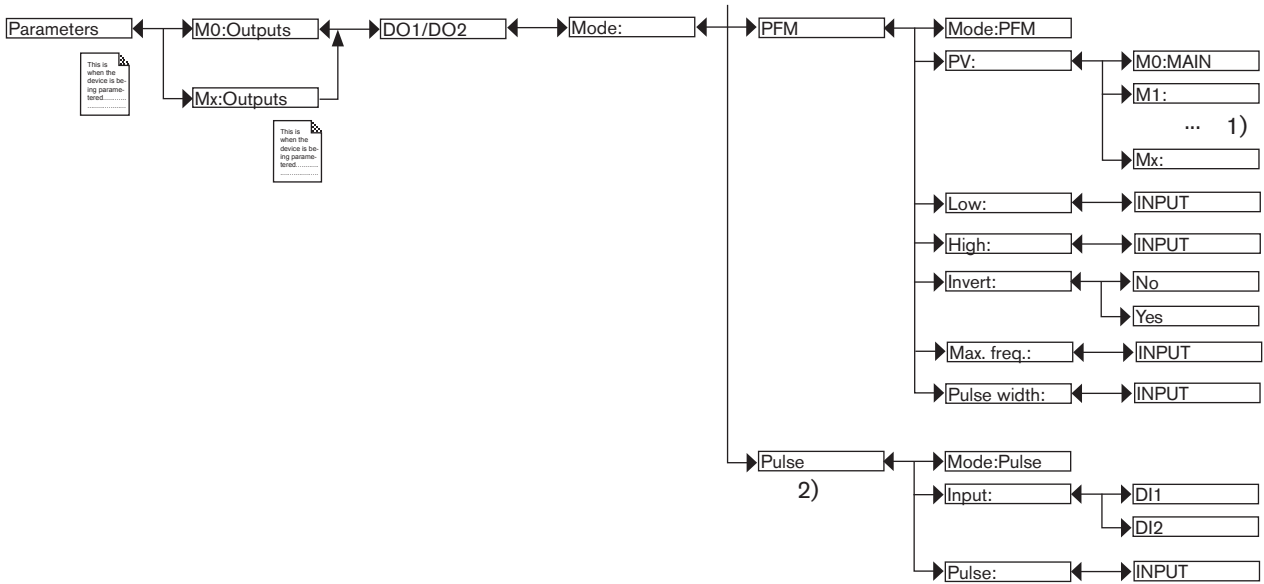 Parameters
M0:Outputs
DO1/DO2
Mode:
PFM
Mode:PFM
PV:
M0:MAIN
This is
when the
device is be-
ing parame-
tered............
....................
Mx:Outputs
M1:
... 1)
This is
when the
device is be-
ing parame-
tered............
....................
Mx:
Low:
INPUT
High:
INPUT
Invert:
No
Yes
Max. freq.:
INPUT
Pulse width:
INPUT
Pulse
2)
Mode:Pulse
Input:
DI1
DI2
Pulse:
INPUT